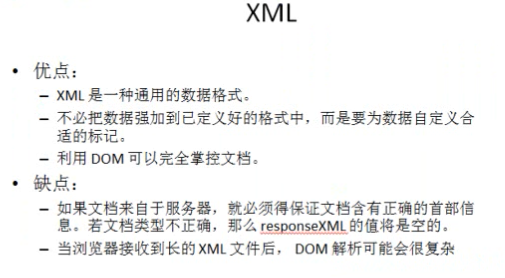 XML
• 优点：
– XML 是一种通用的数据格式。
– 不必把数据强加到已定义好的格式中，而是要为数据自定义合
适的标记。
– 利用 DOM 可以完全掌控文档。
• 缺点：
– 如果文档来自于服务器，就必须得保证文档含有正确的首部信
息。若文档类型不正确，那么 responseXML 的值将是空的。
– 当浏览器接收到长的 XML 文件后， DOM 解析可能会很复杂